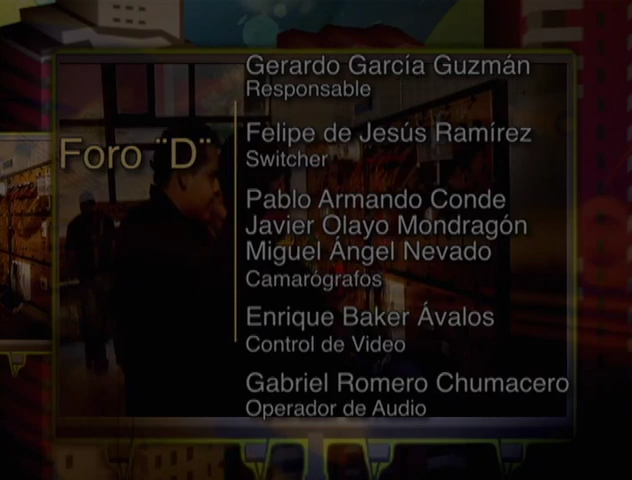 Foro ¨D¨
Gerardo García Guzmán
Responsable
Felipe de Jesús Ramírez
Switcher
Pablo Armando Conde
Javier Olayo Mondragón
Miguel Ángel Nevado
Camarógrafos
Enrique Baker Ávalos
Control de Video
Gabriel Romero Chumacero
Operador de Audio